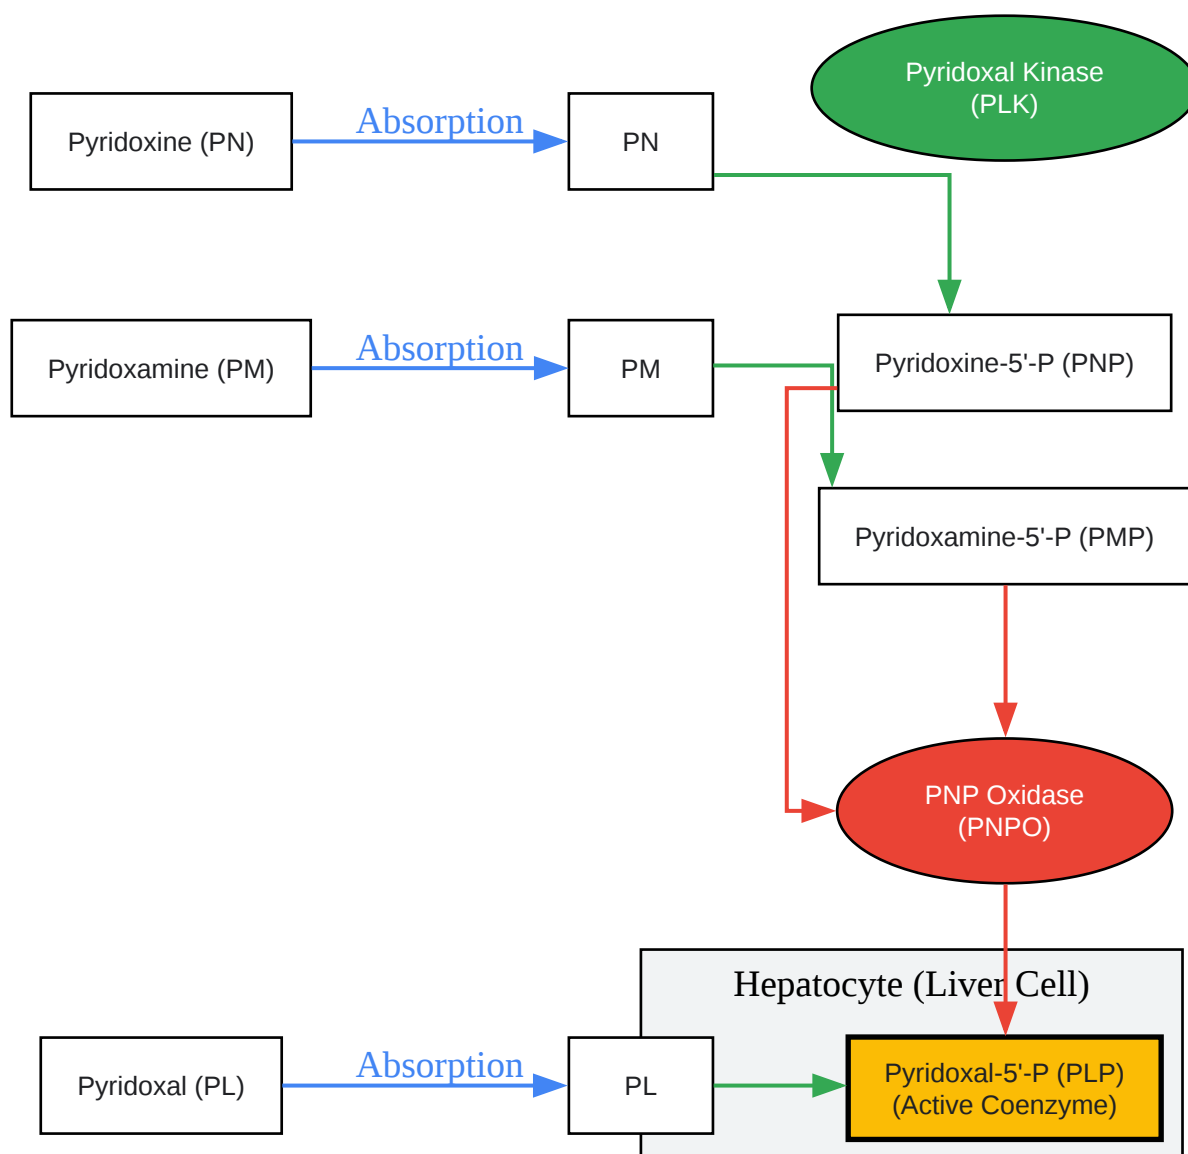 Pyridoxal Kinase
(PLK)
Pyridoxine (PN)
Absorption
PN
Pyridoxamine (PM)
Absorption
PM
Pyridoxine-5'-P (PNP)
Pyridoxamine-5'-P (PMP)
PNP Oxidase
(PNPO)
Hepatocyte (Liver Cell)
Pyridoxal (PL)
Absorption
PL
Pyridoxal-5'-P (PLP)
(Active Coenzyme)